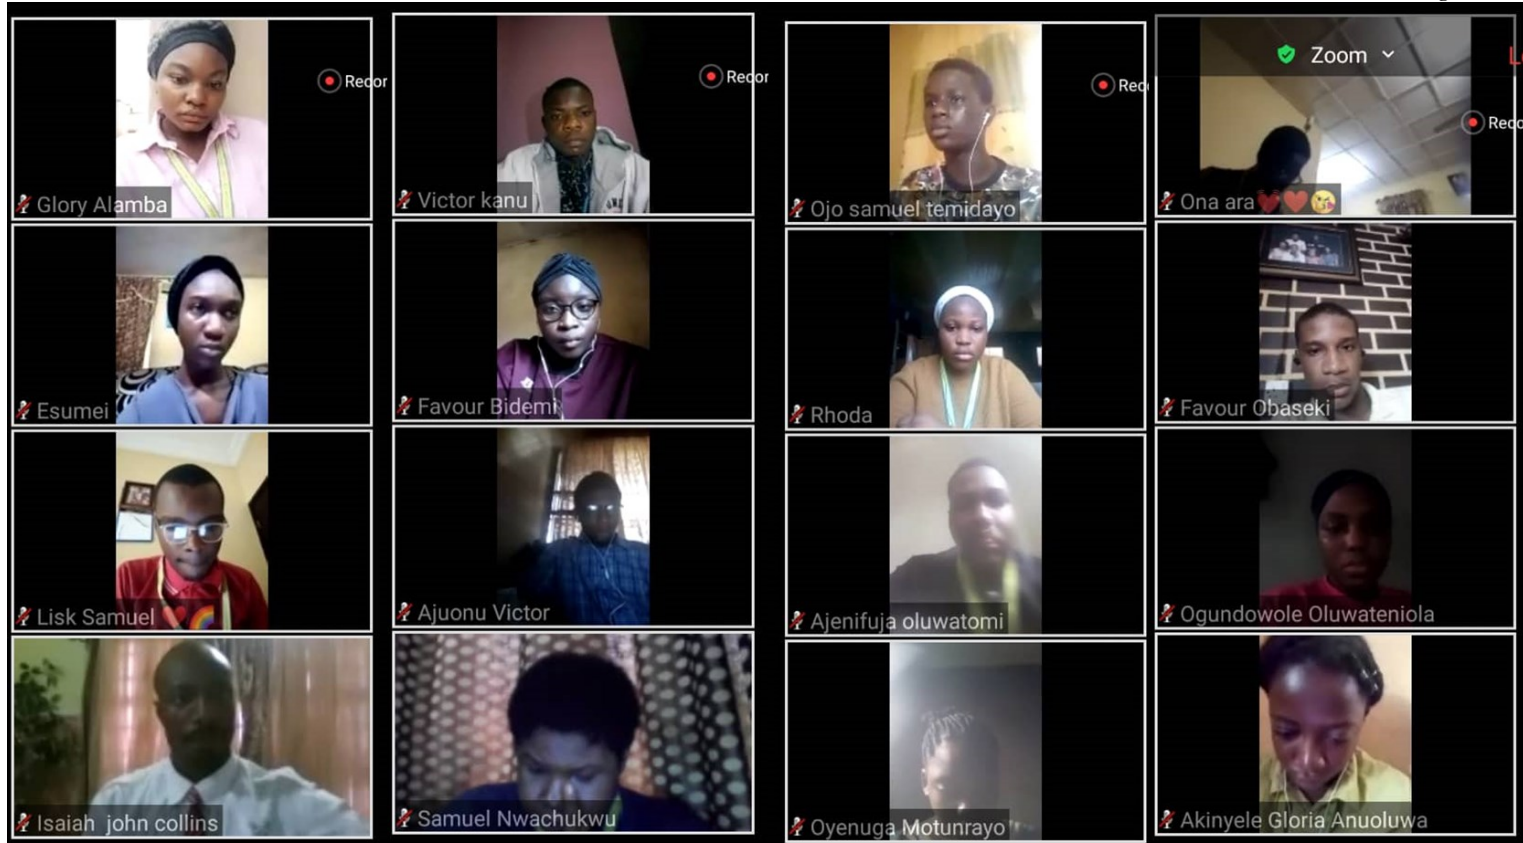 Recor
Glory Alamba
Recor
Victor kanu
Rec
Ojo samuel temidayo
Zoom
L
Reco
Ona ara💓❤️😘
Esumei
Favour Bidemi
Rhoda
Favour Obaseki
Lisk Samuel ❤️🌈
Ajuonu Victor
Ajenifuja oluwatomi
Ogundowole Oluwateniola
Isaiah john collins
Samuel Nwachukwu
Oyenuga Motunrayo
Akinyele Gloria Anuoluwa